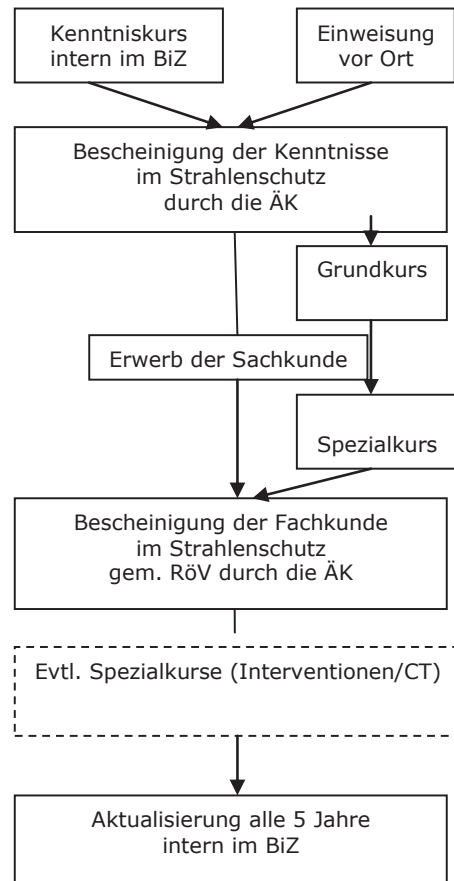 Kenntniskurs
intern im BiZ
Einweisung
vor Ort
Bescheinigung der Kenntnisse
im Strahlenschutz
durch die ÄK
Grundkurs
Erwerb der Sachkunde
Spezialkurs
Bescheinigung der Fachkunde
im Strahlenschutz
gem. RöV durch die ÄK
Evtl. Spezialkurse (Interventionen/CT)
Aktualisierung alle 5 Jahre
intern im BiZ